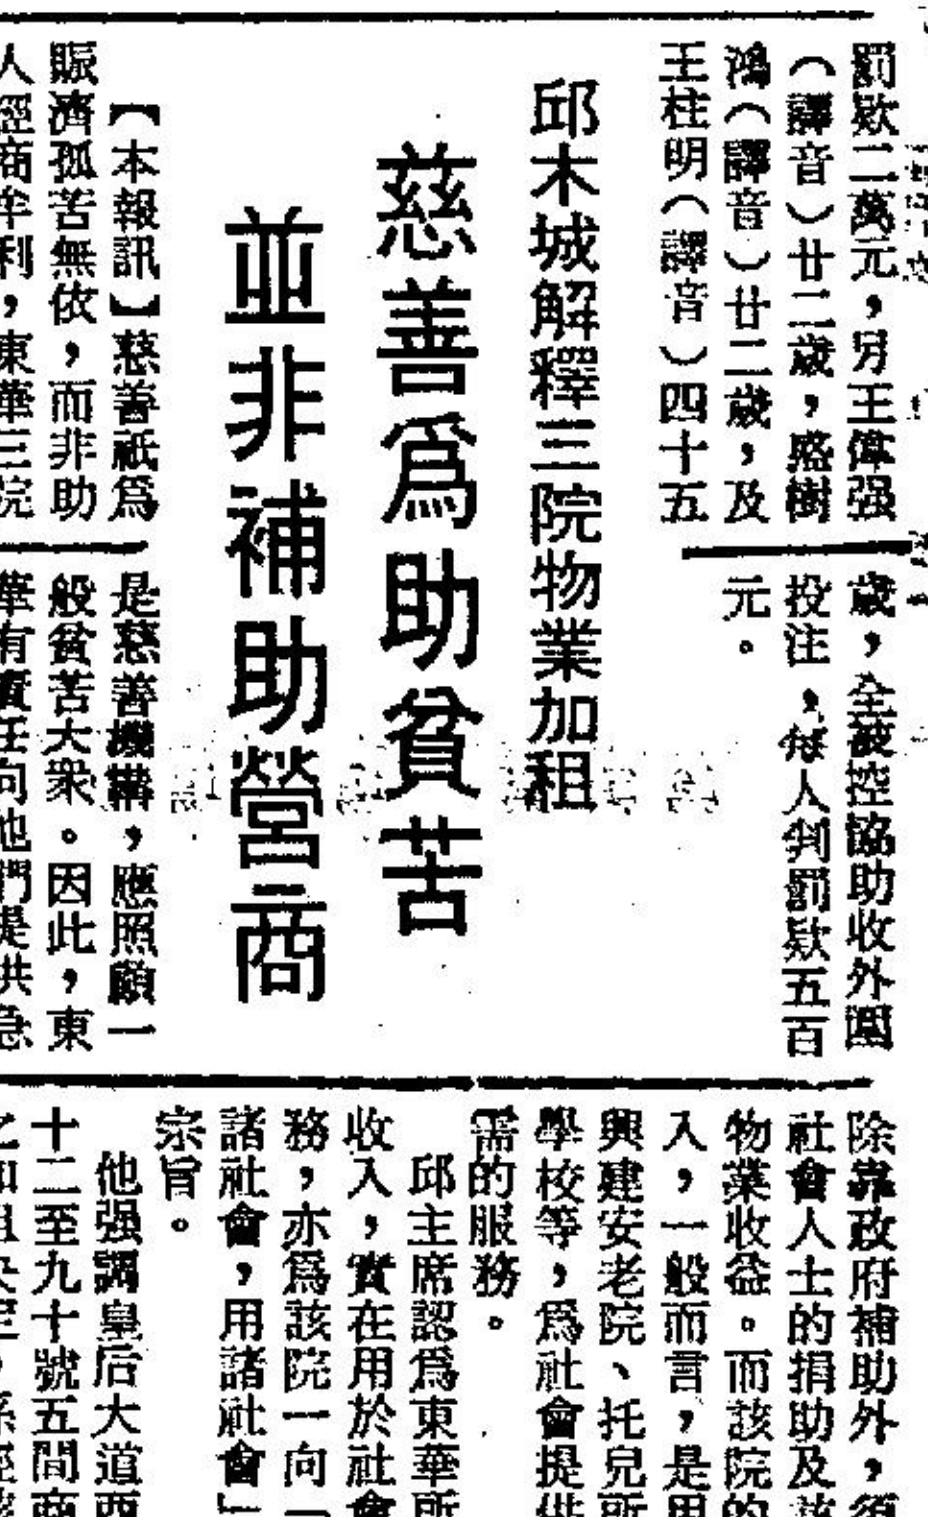 罰款二萬元，另王偉强
（譯音）廿二歲，盛樹
鴻（譯音）廿二歲，及
王柱明（譯音）四十五
歲，全被控協助收外圍
投注，每人判罰款五百
元。
邱木城解釋三院物業加租
慈善爲助貧苦
並非補助營商
【本報訊】慈善祇爲
賑濟孤苦無依，而非助
人經商牟利，東華三院
是慈善機構，應照顧一
般貧苦大衆。因此，東
華有責任向他們提供急
除靠政府補助外，須
社會人士的捐助及該
物業收益。而該院的
入，一般而言，是用
興建安老院、托兒所
學校等，爲社會提供
需的服務。
邱主席認爲東華所
收入，實在用於社會
務，亦爲該院一向「
諸社會，用諸社會」
宗旨。
他强調皇后大道西
十二至九十號五間商
之加租決定，係經